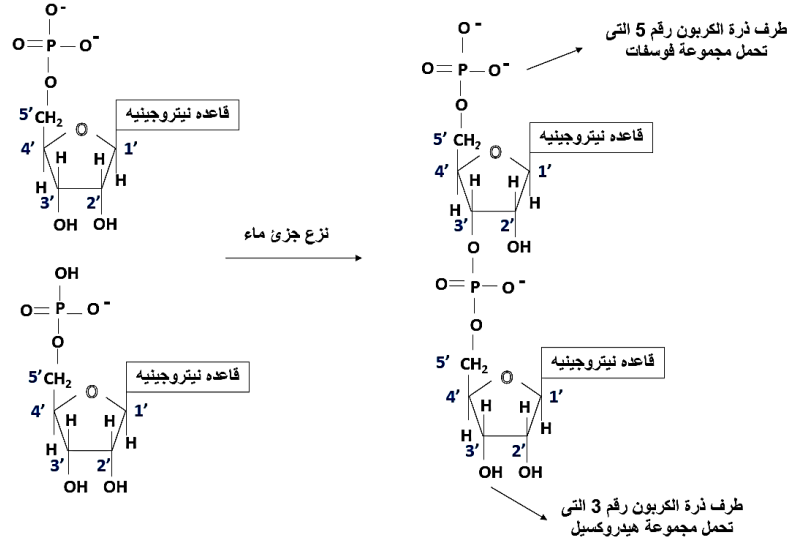 O-
O=P-O-
O
5’CH2
O
قاعده نيتروجينيه
4’
H
H
1’
H
H
3’
2’
OH
OH
نزع جزئ ماء
OH
O=P-O-
O
5’CH2
O
قاعده نيتروجينيه
4’
H
H
1’
H
H
3’
2’
OH
OH
O-
O=P-O-
طرف ذرة الكربون رقم 5 التى
تحمل مجموعة فوسفات
O
5’ CH2
O
قاعده نيتروجينيه
4’
H
H
1’
H
H
3’
2’
O
OH
O=P-O-
O
5’ CH2
O
قاعده نيتروجينيه
4’
H
H
1’
H
H
3’
2’
OH
OH
طرف ذرة الكربون رقم 3 التى
تحمل مجموعة هيدروكسيل